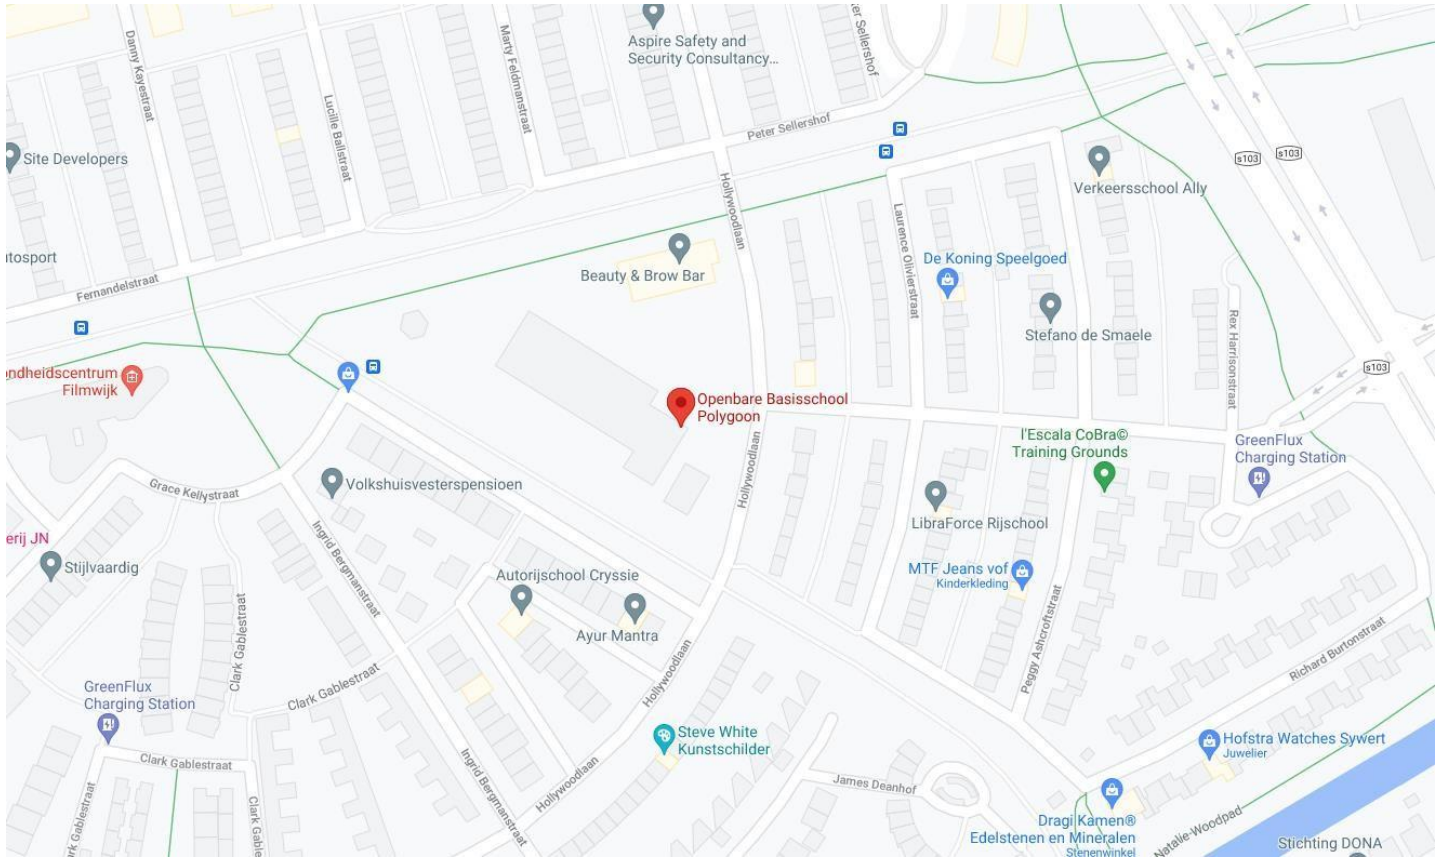 Aspire Safety and
Security Consultancy...
Peter Sellershof
Danny Kayestraat
Lucille Ballstraat
Marty Feldmanstraat
Peter Sellershof
Site Developers
s103
s103
Verkeersschool Ally
Hollywoodlaan
Laurence Olivierstraat
De Koning Speelgoed
Beauty & Brow Bar
Fernandelstraat
Stefano de Smaele
Rex Harrisonstraat
s103
ondheidscentrum
Filmwijk
Openbare Basisschool
Polygoon
l'Escala CoBra©
Training Grounds
GreenFlux
Charging Station
Hollywoodlaan
Grace Kellystraat
Volkshuisvesterspensioen
LibraForce Rijschool
erij JN
Stijlvaardig
Ingrid Bergmanstraat
Autorijschool Cryssie
MTF Jeans vof
Kinderkleding
Ayur Mantra
Clark Gablestraat
Clark Gablestraat
Hollywoodlaan
Peggy Ashcroftstraat
Richard Burtonstraat
GreenFlux
Charging Station
Steve White
Kunstschilder
Hofstra Watches Sywert
Juwelier
Clark Gablestraat
Ingrid Bergmanstraat
Hollywoodlaan
James Deanhof
Clark Gable
Dragi Kamen®
Edelstenen en Mineralen
Stenenwinkel
Natalie-Woodpad
Stichting DONA